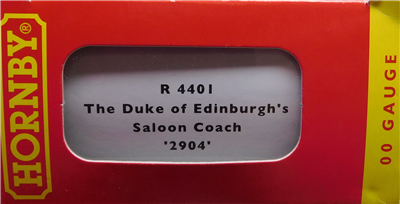 HORNBY®
R 4401
The Duke of Edinburgh's
Saloon Coach
'2904'
00 GAUGE